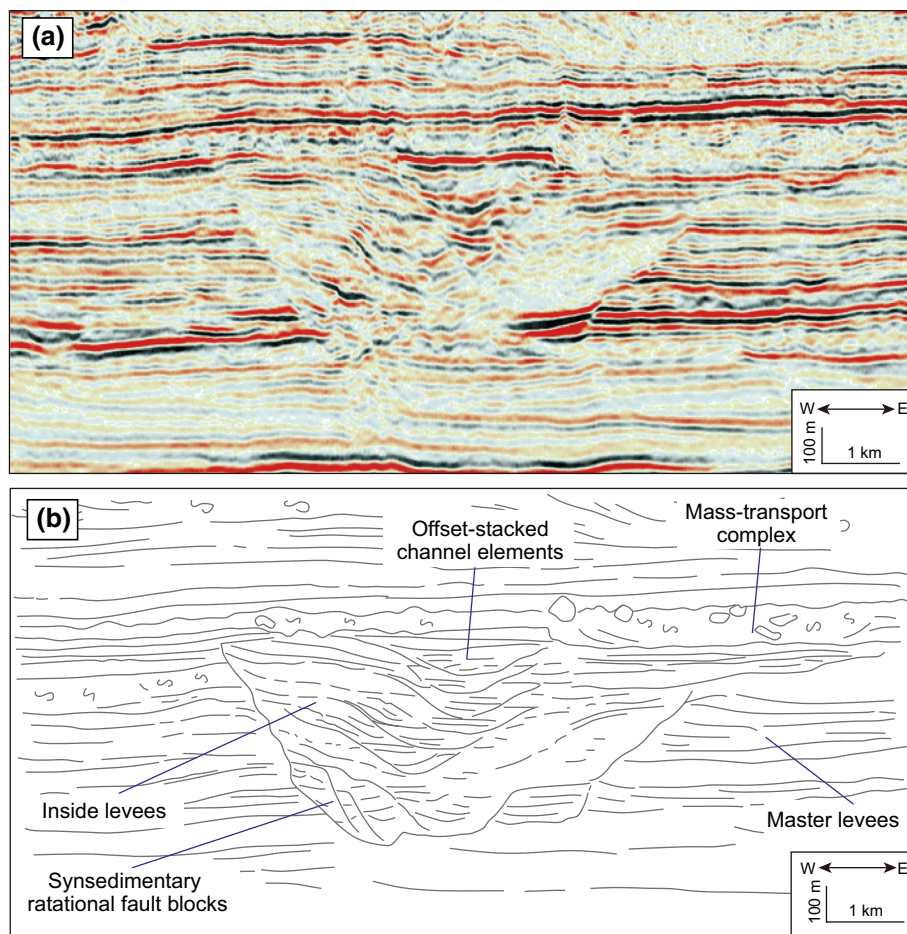 (a)
W E
100 m
1 km
(b)
Offset-stacked
channel elements
Mass-transport
complex
Inside levees
Master levees
Synsedimentary
ratational fault blocks
W E
100 m
1 km